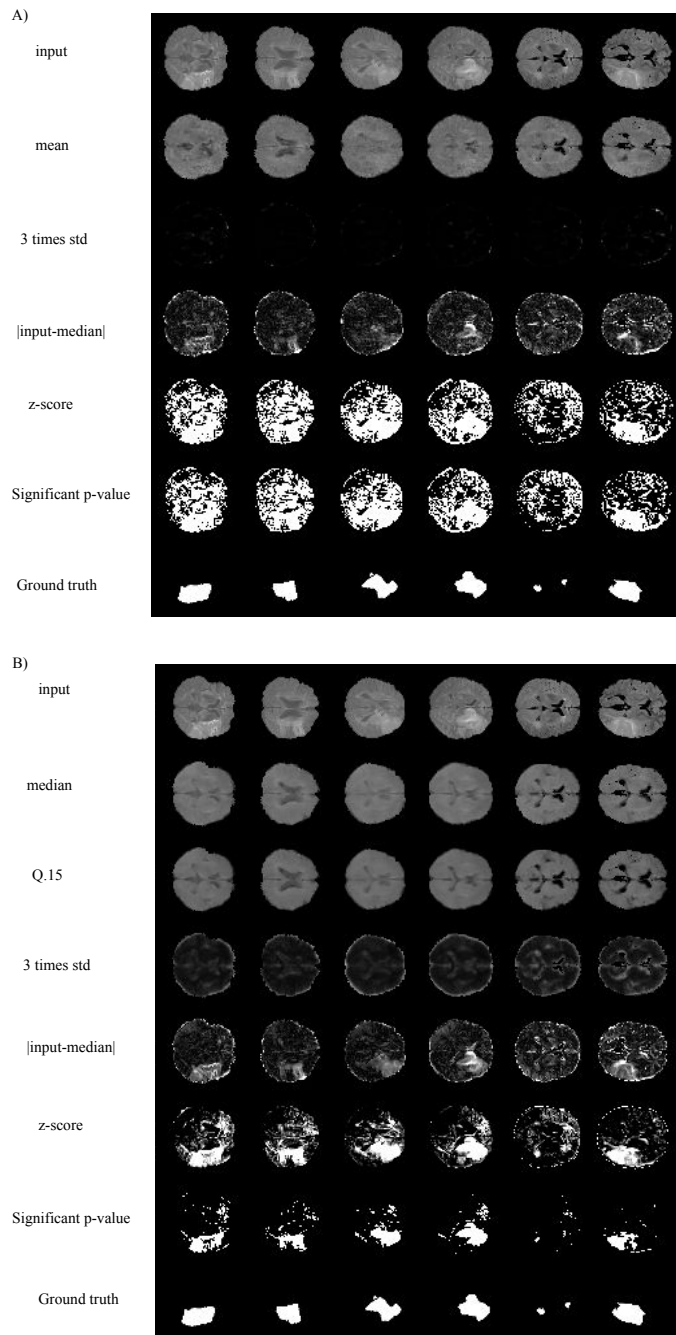 A)
input
mean
3 times std
|input-median|
z-score
Significant p-value
Ground truth
B)
input
median
Q.15
3 times std
|input-median|
z-score
Significant p-value
Ground truth